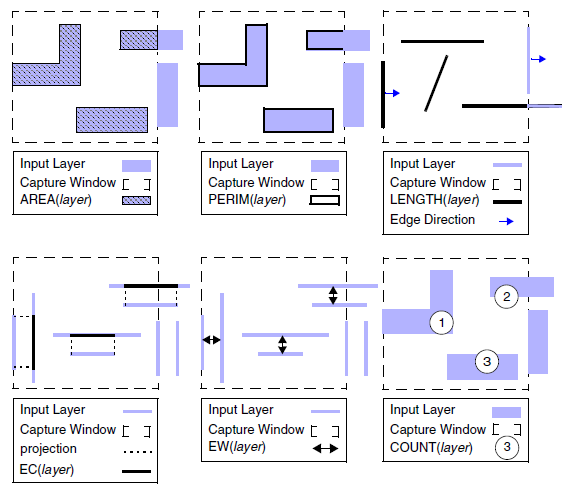 Input Layer
Capture Window
AREA(layer)
Input Layer
Capture Window
PERIM(layer)
Input Layer
Capture Window
LENGTH(layer)
Edge Direction
1
2
3
Input Layer
Capture Window
projection
EC(layer)
Input Layer
Capture Window
EW(layer)
Input Layer
Capture Window
COUNT(layer) 3